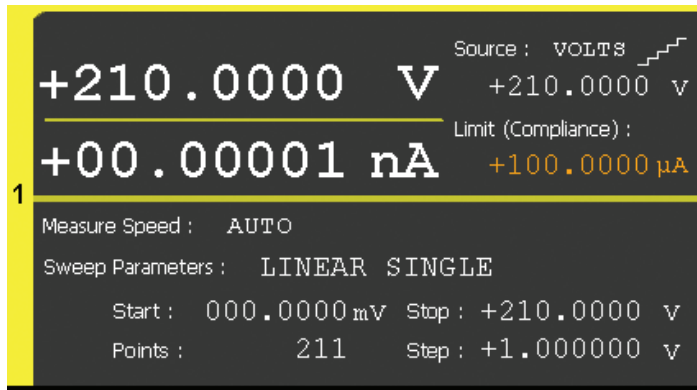 Source : VOLTS
+210.0000 V
+210.0000 V
Limit (Compliance) :
+00.00001 nA
+100.0000 µA
1
Measure Speed : AUTO
Sweep Parameters : LINEAR SINGLE
Start : 000.0000 mV Stop : +210.0000 V
Points : 211 Step : +1.000000 V